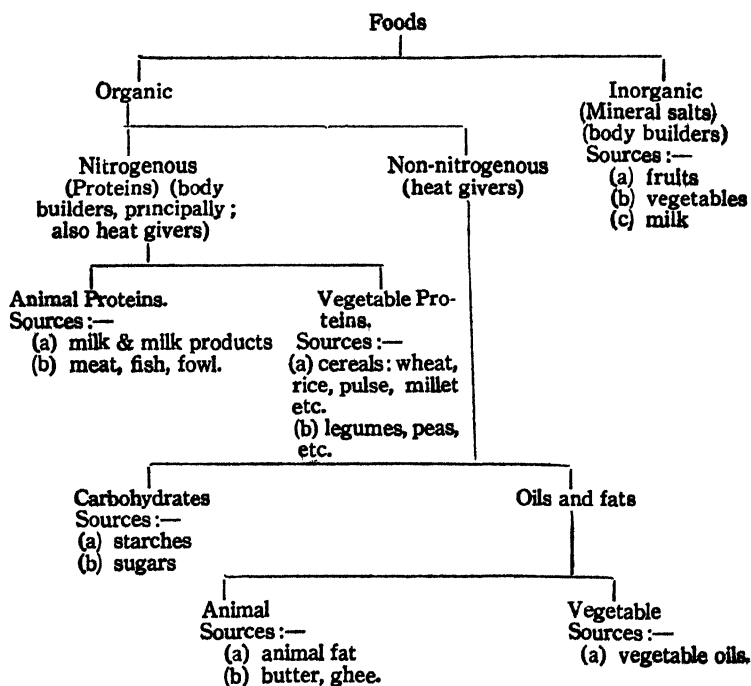 Foods
Organic
Inorganic
(Mineral salts)
(body builders)
Sources :—
(a) fruits
(b) vegetables
(c) milk
Nitrogenous
(Proteins) (body
builders, principally ;
also heat givers)
Non-nitrogenous
(heat givers)
Animal Proteins.
Sources :—
(a) milk & milk products
(b) meat, fish, fowl.
Vegetable Pro-
teins.
Sources :—
(a) cereals : wheat,
rice, pulse, millet
etc.
(b) legumes, peas,
etc.
Carbohydrates
Sources :—
(a) starches
(b) sugars
Oils and fats
Animal
Sources :—
(a) animal fat
(b) butter, ghee.
Vegetable
Sources :—
(a) vegetable oils.